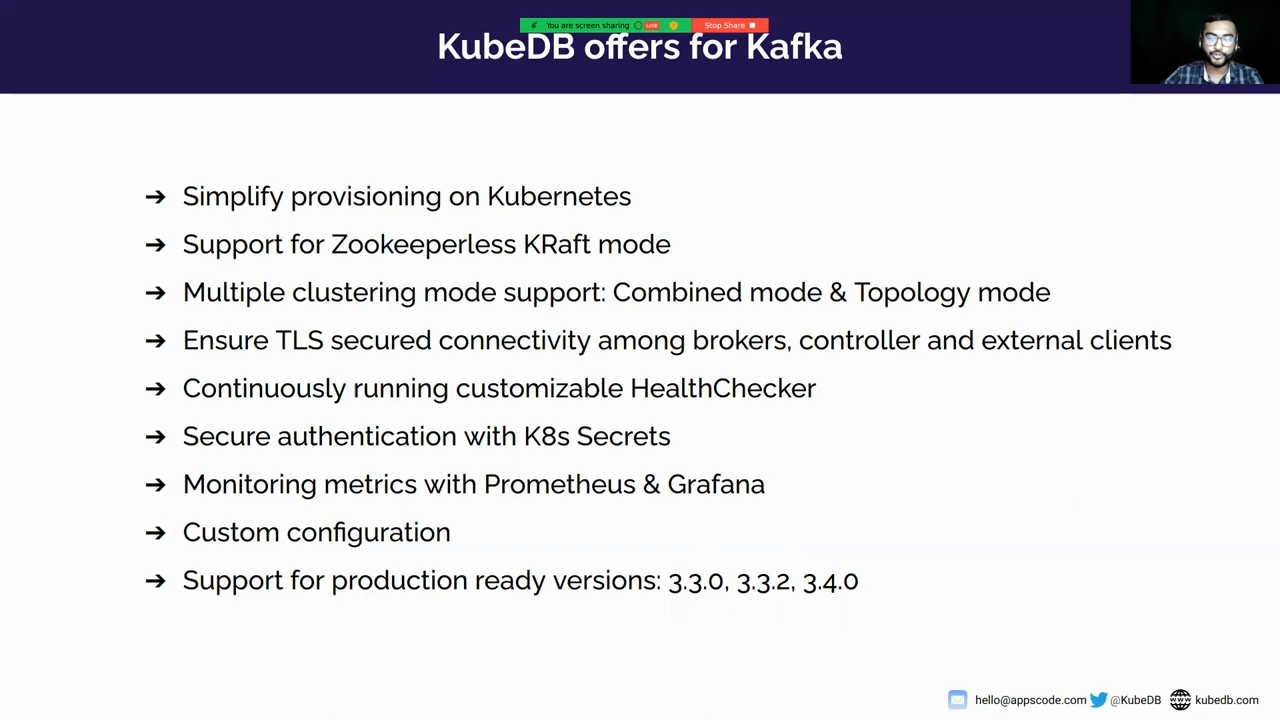 You are screen sharing LIVE Stop Share
KubeDB offers for Kafka
➔ Simplify provisioning on Kubernetes
➔ Support for Zookeeperless KRaft mode
➔ Multiple clustering mode support: Combined mode & Topology mode
➔ Ensure TLS secured connectivity among brokers, controller and external clients
➔ Continuously running customizable HealthChecker
➔ Secure authentication with K8s Secrets
➔ Monitoring metrics with Prometheus & Grafana
➔ Custom configuration
➔ Support for production ready versions: 3.3.0, 3.3.2, 3.4.0
hello@appscode.com @KubeDB www kubedb.com